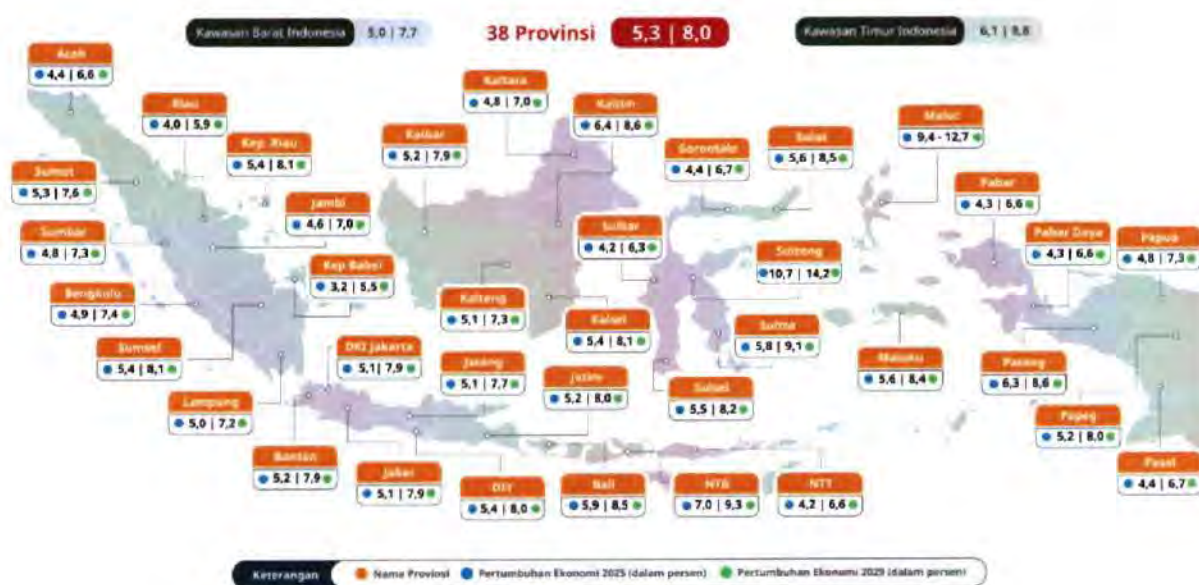 Kawasan Barat Indonesia 5,0 | 7,7
38 Provinsi 5,3 | 8,0
Kawasan Timur Indonesia 6,1 | 8,8
Aceh
4,4 | 6,6
Riau
4,0 | 5,9
Kep. Riau
5,4 | 8,1
Sumut
5,3 | 7,6
Jambi
4,6 | 7,0
Sumbar
4,8 | 7,3
Kep Babel
3,2 | 5,5
Bengkulu
4,9 | 7,4
Sumsel
5,4 | 8,1
Lampung
5,0 | 7,2
DKI Jakarta
5,1 | 7,9
Banten
5,2 | 7,9
Jabar
5,1 | 7,9
Jateng
5,1 | 7,7
DIY
5,4 | 8,0
Jatim
5,2 | 8,0
Bali
5,9 | 8,5
NTB
7,0 | 9,3
NTT
4,2 | 6,6
Kalbar
5,2 | 7,9
Kaltara
4,8 | 7,0
Kaltim
6,4 | 8,6
Kalteng
5,1 | 7,3
Kalsel
5,4 | 8,1
Gorontalo
4,4 | 6,7
Sulut
5,6 | 8,5
Sulbar
4,2 | 6,3
Sulteng
10,7 | 14,2
Sultra
5,8 | 9,1
Sulsel
5,5 | 8,2
Malut
9,4 - 12,7
Maluku
5,6 | 8,4
Pabar
4,3 | 6,6
Pabar Daya
4,3 | 6,6
Papua
4,8 | 7,3
Pateng
6,3 | 8,6
Papeg
5,2 | 8,0
Pasel
4,4 | 6,7
Keterangan Nama Provinsi Pertumbuhan Ekonomi 2025 (dalam persen) Pertumbuhan Ekonomi 2029 (dalam persen)